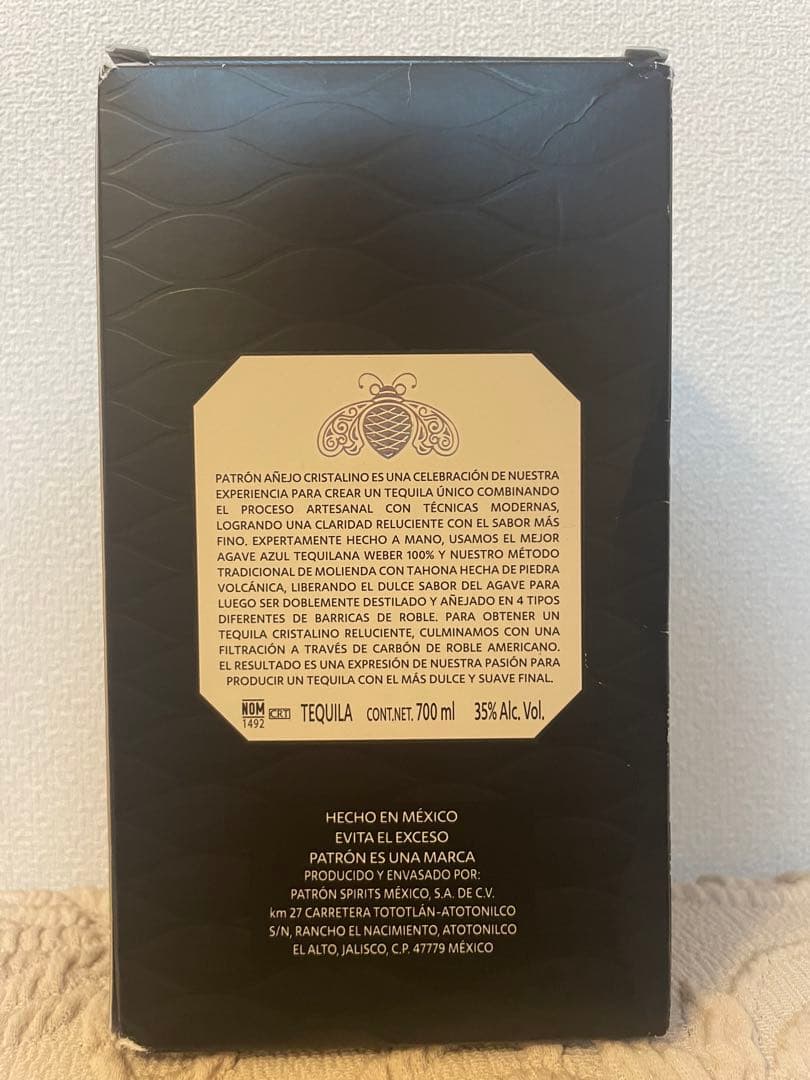 PATRÓN AÑEJO CRISTALINO ES UNA CELEBRACIÓN DE NUESTRA
EXPERIENCIA PARA CREAR UN TEQUILA ÚNICO COMBINANDO
EL PROCESO ARTESANAL CON TÉCNICAS MODERNAS,
LOGRANDO UNA CLARIDAD RELUCIENTE CON EL SABOR MÁS
FINO. EXPERTAMENTE HECHO A MANO, USAMOS EL MEJOR
AGAVE AZUL TEQUILANA WEBER 100% Y NUESTRO MÉTODO
TRADICIONAL DE MOLIENDA CON TAHONA HECHA DE PIEDRA
VOLCÁNICA, LIBERANDO EL DULCE SABOR DEL AGAVE PARA
LUEGO SER DOBLEMENTE DESTILADO Y AÑEJADO EN 4 TIPOS
DIFERENTES DE BARRICAS DE ROBLE. PARA OBTENER UN
TEQUILA CRISTALINO RELUCIENTE, CULMINAMOS CON UNA
FILTRACIÓN A TRAVÉS DE CARBÓN DE ROBLE AMERICANO.
EL RESULTADO ES UNA EXPRESIÓN DE NUESTRA PASIÓN PARA
PRODUCIR UN TEQUILA CON EL MÁS DULCE Y SUAVE FINAL.
NOM CRT TEQUILA CONT.NET. 700 ml 35% Alc. Vol.
1492
HECHO EN MÉXICO
EVITA EL EXCESO
PATRÓN ES UNA MARCA
PRODUCIDO Y ENVASADO POR:
PATRÓN SPIRITS MÉXICO, S.A. DE C.V.
km 27 CARRETERA TOTOTLÁN-ATOTONILCO
S/N, RANCHO EL NACIMIENTO, ATOTONILCO
EL ALTO, JALISCO, C.P. 47779 MÉXICO